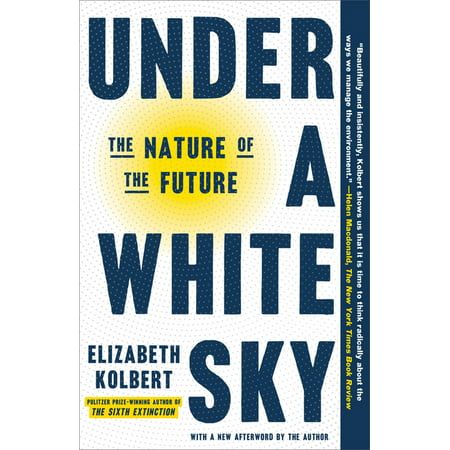 UNDER
A
WHITE
SKY
THE NATURE OF
THE FUTURE
ELIZABETH
KOLBERT
PULITZER PRIZE-WINNING AUTHOR OF
THE SIXTH EXTINCTION
WITH A NEW AFTERWORD BY THE AUTHOR
"Beautifully and insistently, Kolbert shows us that it is time to think radically about the
ways we manage the environment." —Helen Macdonald, The New York Times Book Review